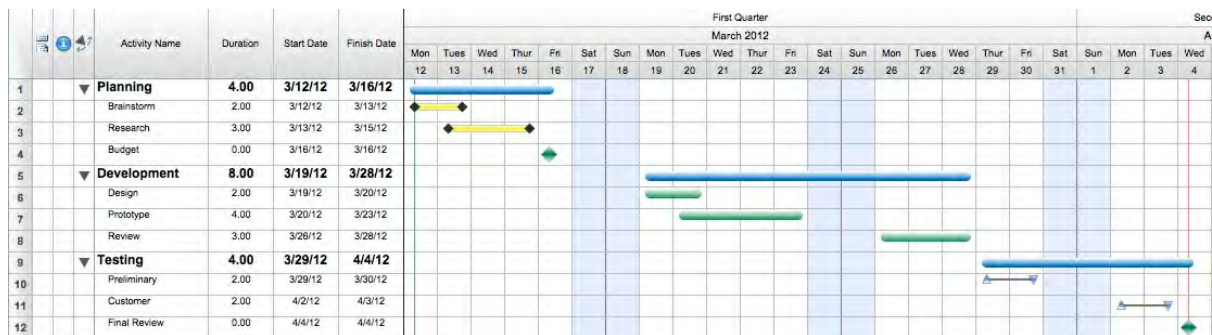 First Quarter Sec
March 2012 A
Activity Name Duration Start Date Finish Date Mon Tues Wed Thur Fri Sat Sun Mon Tues Wed Thur Fri Sat Sun Mon Tues Wed Thur Fri Sat Sun Mon Tues Wed
12 13 14 15 16 17 18 19 20 21 22 23 24 25 26 27 28 29 30 31 1 2 3 4
1 Planning 4.00 3/12/12 3/16/12
2 Brainstorm 2.00 3/12/12 3/13/12
3 Research 3.00 3/13/12 3/15/12
4 Budget 0.00 3/16/12 3/16/12
5 Development 8.00 3/19/12 3/28/12
6 Design 2.00 3/19/12 3/20/12
7 Prototype 4.00 3/20/12 3/23/12
8 Review 3.00 3/26/12 3/28/12
9 Testing 4.00 3/29/12 4/4/12
10 Preliminary 2.00 3/29/12 3/30/12
11 Customer 2.00 4/2/12 4/3/12
12 Final Review 0.00 4/4/12 4/4/12